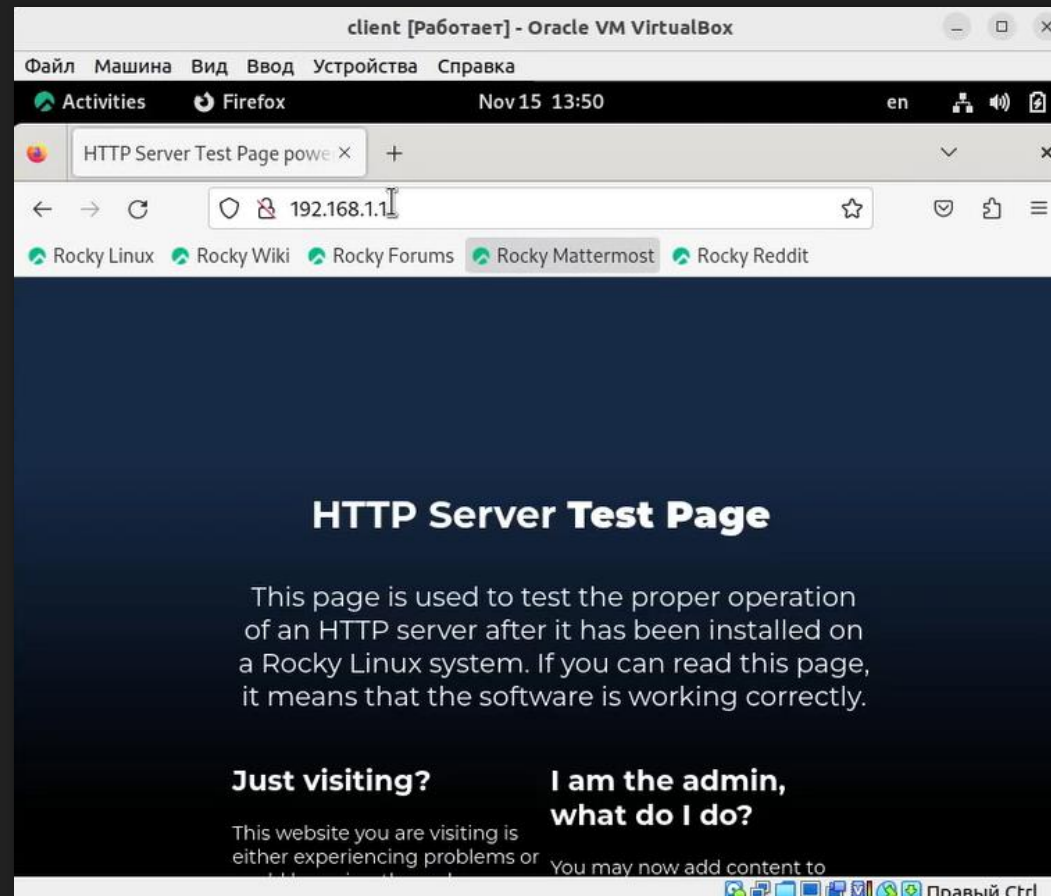 client [Работает] - Oracle VM VirtualBox
Файл Машина Вид Ввод Устройства Справка
Activities Firefox Nov 15 13:50 en
HTTP Server Test Page powe
192.168.1.1
Rocky Linux Rocky Wiki Rocky Forums Rocky Mattermost Rocky Reddit
HTTP Server Test Page
This page is used to test the proper operation
of an HTTP server after it has been installed on
a Rocky Linux system. If you can read this page,
it means that the software is working correctly.
Just visiting?
This website you are visiting is
either experiencing problems or
I am the admin,
what do I do?
You may now add content to
Правый Ctrl